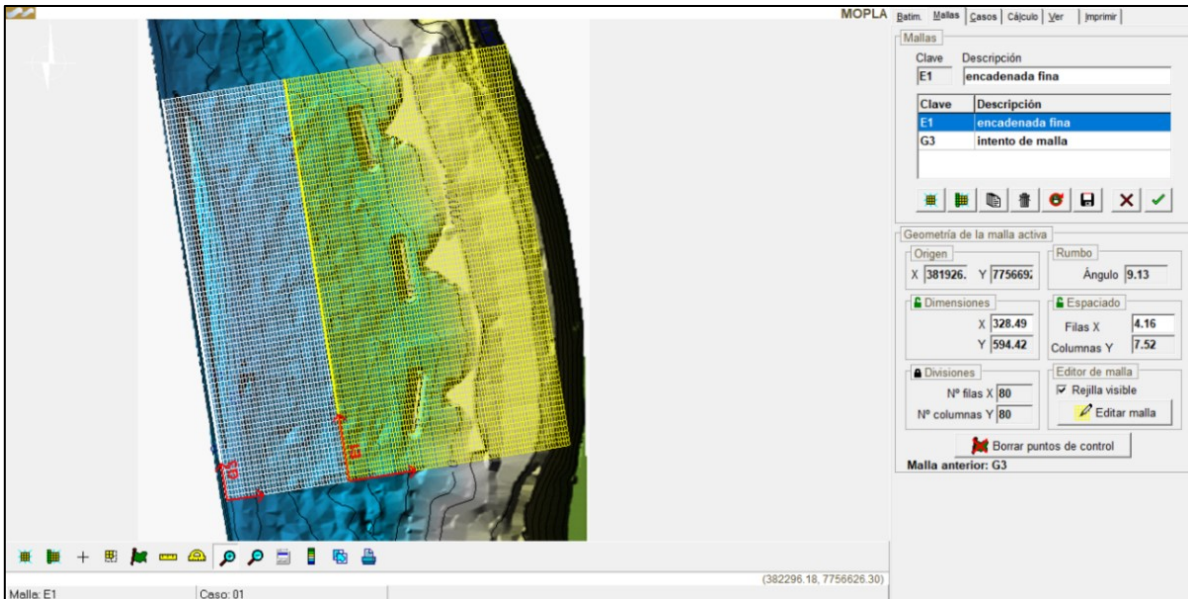 MOPLA
Batim. Mallas Casos Cálculo Ver Imprimir
Mallas
Clave Descripción
E1 encadenada fina
Clave Descripción
E1 encadenada fina
G3 intento de malla
Geometría de la malla activa
Origen Rumbo
X 381926. Y 7756692 Ángulo 9.13
Dimensiones Espaciado
X 328.49 Filas X 4.16
Y 594.42 Columnas Y 7.52
Divisiones Editor de malla
Nº filas X 80 Rejilla visible
Nº columnas Y 80 Editar malla
Borrar puntos de control
Malla anterior: G3
E1
G3
(382296.18, 7756626.30)
Malla: E1 Caso: 01